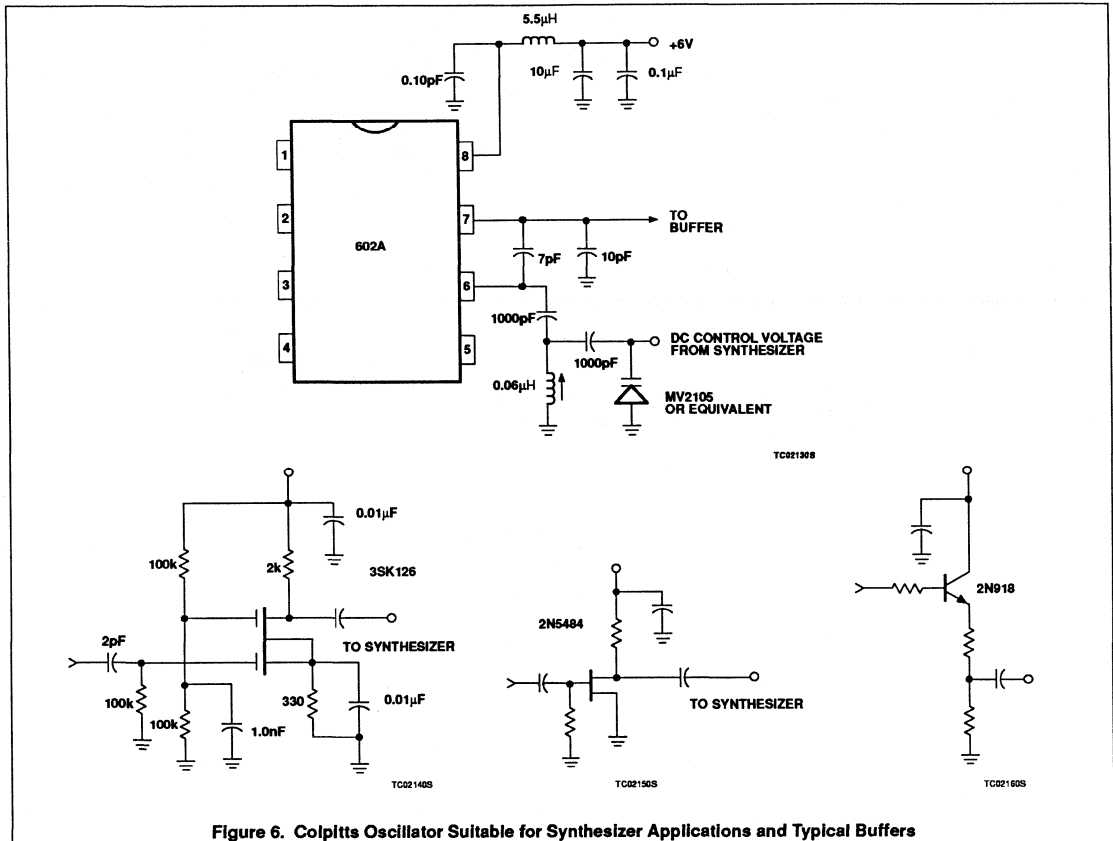 5.5µH
+6V
0.10pF
10µF
0.1µF
1
8
2
7
TO
BUFFER
602A
7pF
10pF
3
6
1000pF
DC CONTROL VOLTAGE
FROM SYNTHESIZER
4
5
1000pF
0.06µH
MV2105
OR EQUIVALENT
TC02130S
0.01µF
100k
2k
3SK126
2pF
TO SYNTHESIZER
100k
100k
1.0nF
330
0.01µF
TC02140S
2N5484
TO SYNTHESIZER
TC02150S
2N918
TC02160S
Figure 6. Colpitts Oscillator Suitable for Synthesizer Applications and Typical Buffers